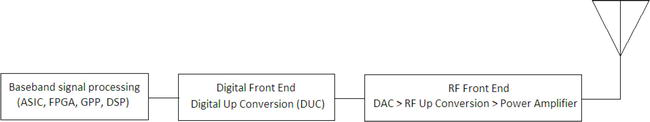 Baseband signal processing
(ASIC, FPGA, GPP, DSP)
Digital Front End
Digital Up Conversion (DUC)
RF Front End
DAC > RF Up Conversion > Power Amplifier